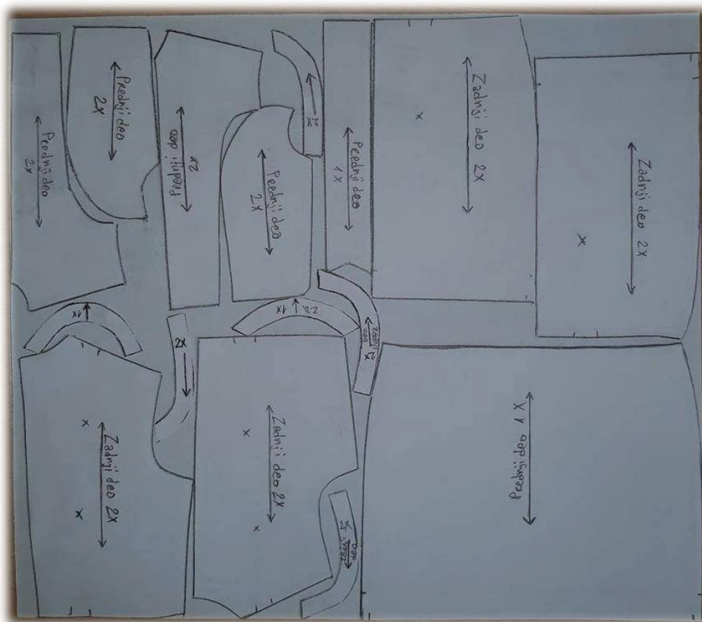 Prednji deo
2X
Prednji deo
2x
Prednji deo
2x
Prednji deo
2x
Prednji deo
1X
Zadnji deo 2X
Zadnji deo 2X
1x
2X
z.d.
1x
Prednji deo 1X
Zadnji deo 2X
Zadnji deo 2X